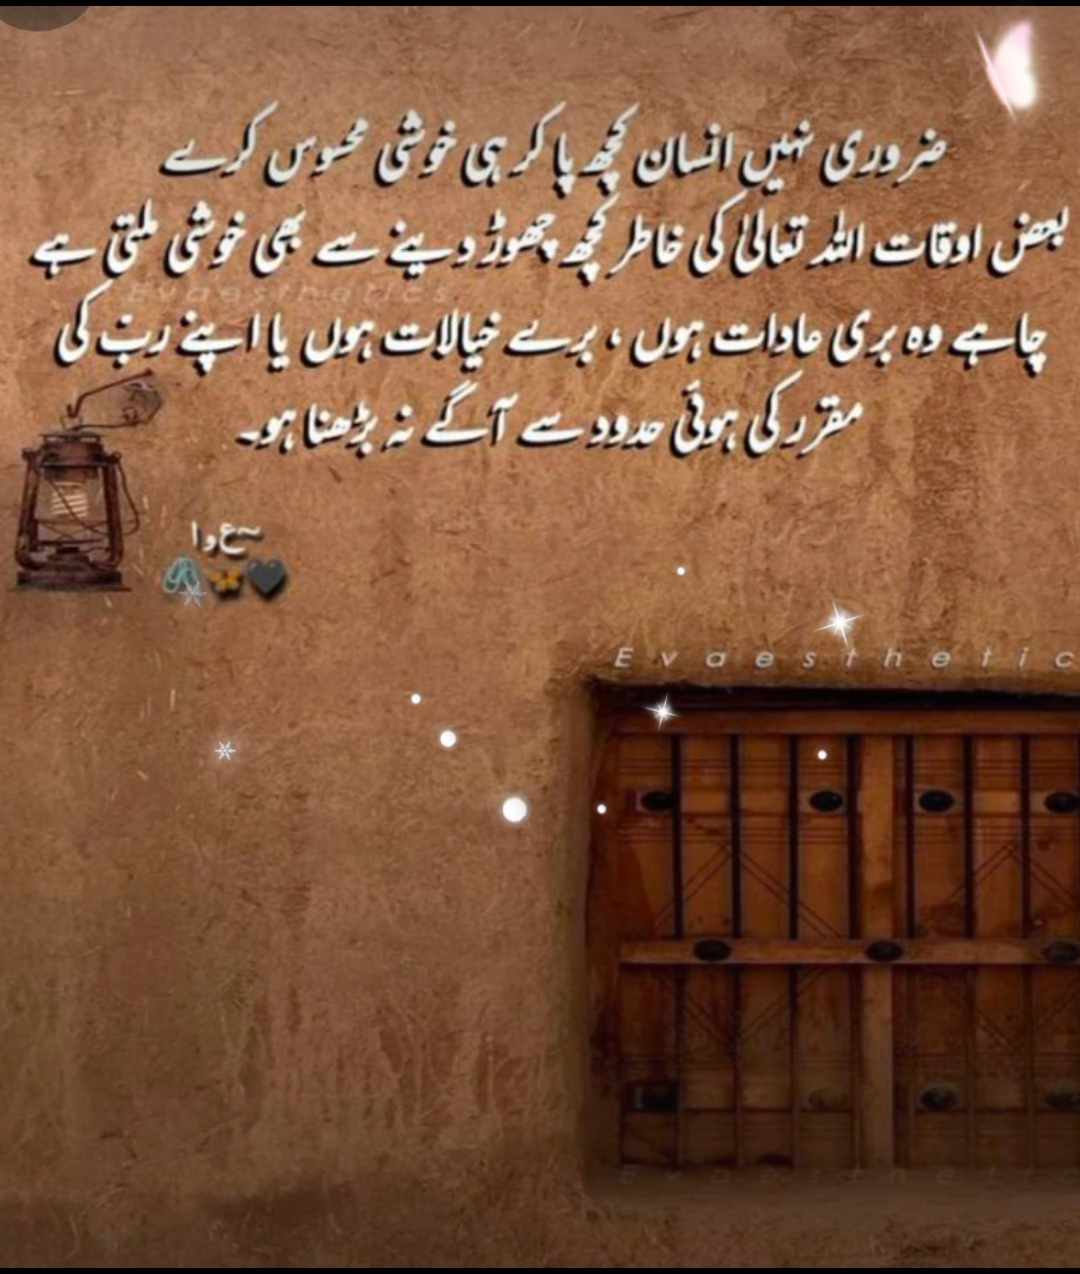 ضروری نہیں انسان کچھ پا کر ہی خوشی محسوس کرے
بعض اوقات اللہ تعالیٰ کی خاطر کچھ چھوڑ دینے سے بھی خوشی ملتی ہے
Evaesthetics
چاہے وہ بری عادات ہوں ، برے خیالات ہوں یا اپنے ربّ کی
مقرر کی ہوئی حدود سے آگے نہ بڑھنا ہو۔
~ع و ا
Evaesthetic